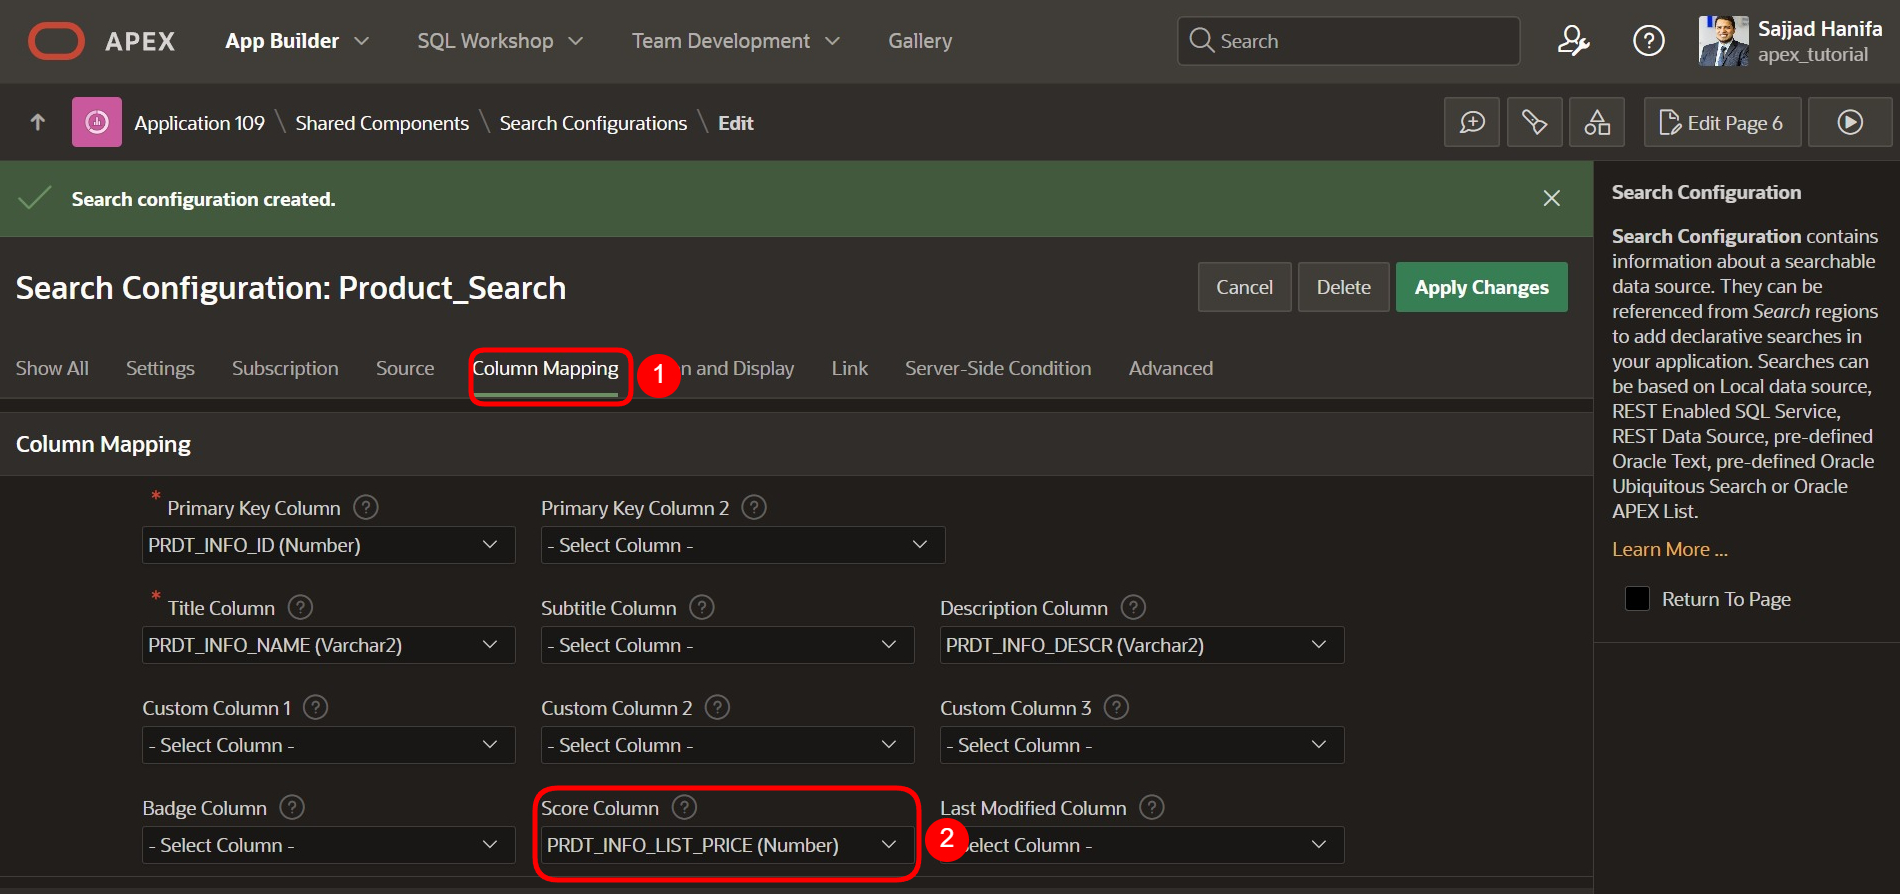 APEX App Builder SQL Workshop Team Development Gallery Search Sajjad Hanifa
apex_tutorial
Application 109 \ Shared Components \ Search Configurations \ Edit Edit Page 6
Search configuration created.
Search Configuration: Product_Search Cancel Delete Apply Changes
Show All Settings Subscription Source Column Mapping 1 n and Display Link Server-Side Condition Advanced
Column Mapping
* Primary Key Column ? Primary Key Column 2 ?
PRDT_INFO_ID (Number) - Select Column -
* Title Column ? Subtitle Column ? Description Column ?
PRDT_INFO_NAME (Varchar2) - Select Column - PRDT_INFO_DESCR (Varchar2)
Custom Column 1 ? Custom Column 2 ? Custom Column 3 ?
- Select Column - - Select Column - - Select Column -
Badge Column ? Score Column ? Last Modified Column ?
- Select Column - PRDT_INFO_LIST_PRICE (Number) 2 elect Column -
Search Configuration
Search Configuration contains
information about a searchable
data source. They can be
referenced from Search regions
to add declarative searches in
your application. Searches can
be based on Local data source,
REST Enabled SQL Service,
REST Data Source, pre-defined
Oracle Text, pre-defined Oracle
Ubiquitous Search or Oracle
APEX List.
Learn More ...
Return To Page